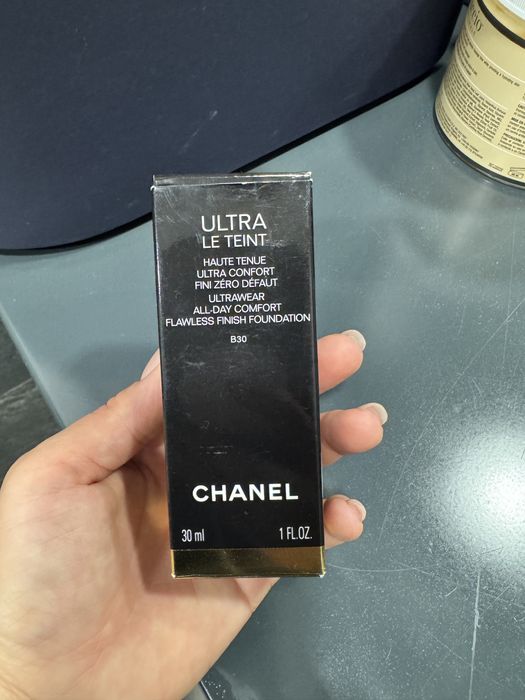 ULTRA
LE TEINT
HAUTE TENUE
ULTRA CONFORT
FINI ZÉRO DÉFAUT
ULTRAWEAR
ALL-DAY COMFORT
FLAWLESS FINISH FOUNDATION
B30
CHANEL
30 ml 1 FL.OZ.